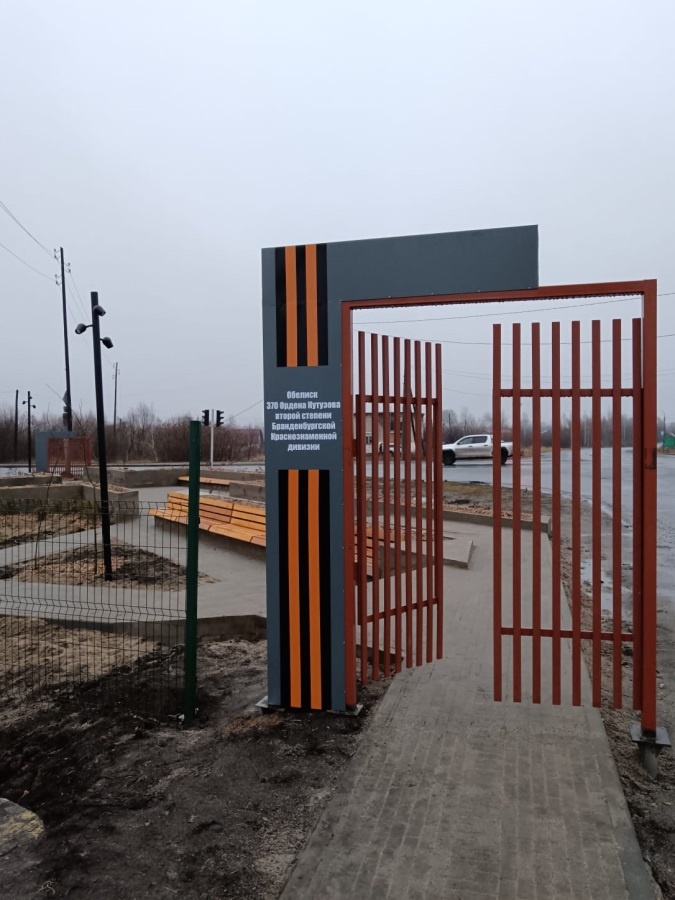 Обелиск
370 Ордена Кутузова
второй степени
Бранденбургской
Краснознаменной
дивизии